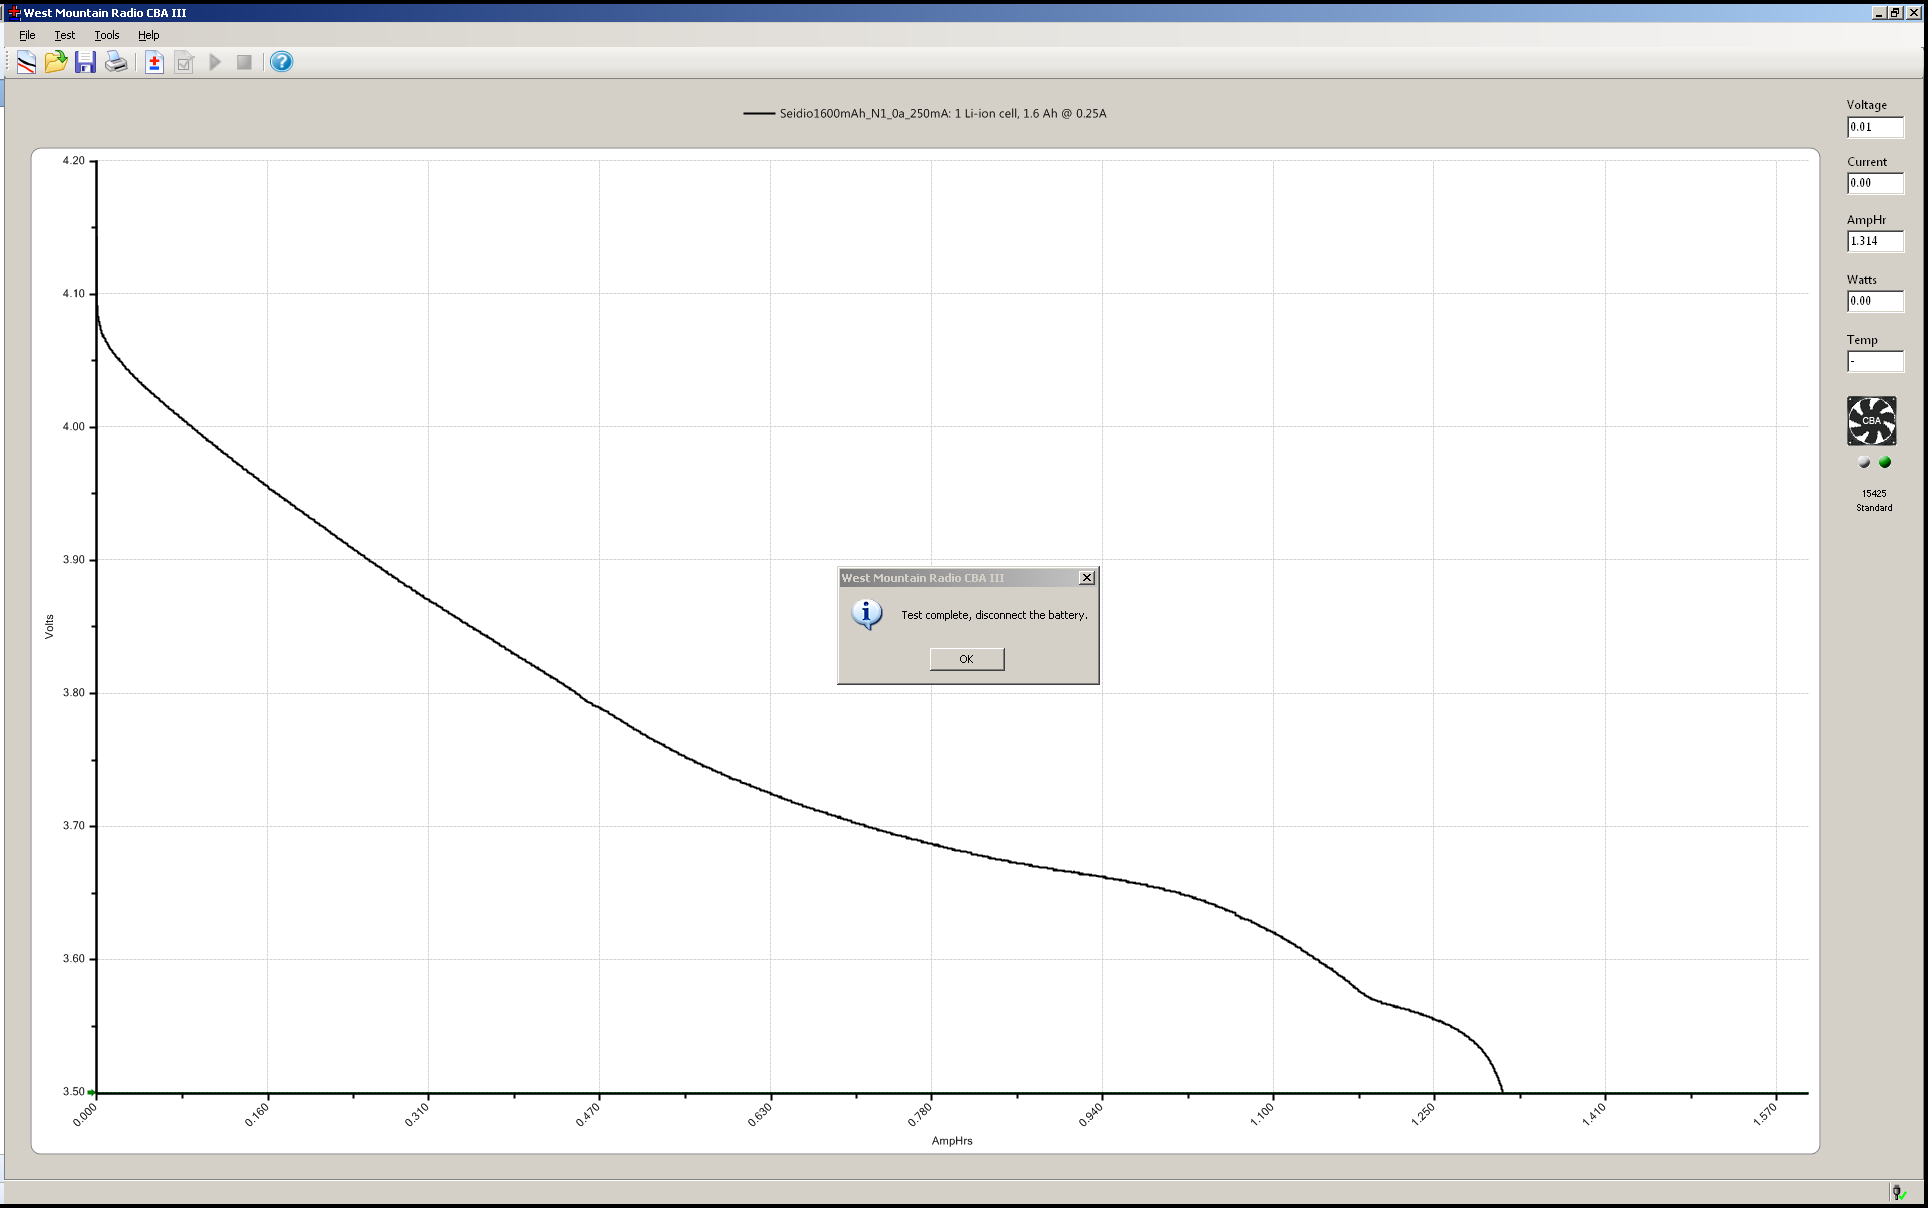 West Mountain Radio CBA III
File Test Tools Help
Seidio1600mAh_N1_0a_250mA: 1 Li-ion cell, 1.6 Ah @ 0.25A
Voltage
0.01
Current
0.00
AmpHr
1.314
Watts
0.00
Temp
-
CBA
15425
Standard
4.20
4.10
4.00
3.90
3.80
3.70
3.60
3.50
Volts
West Mountain Radio CBA III
Test complete, disconnect the battery.
OK
0.000 0.160 0.310 0.470 0.630 0.780 0.940 1.100 1.250 1.410 1.570
AmpHrs